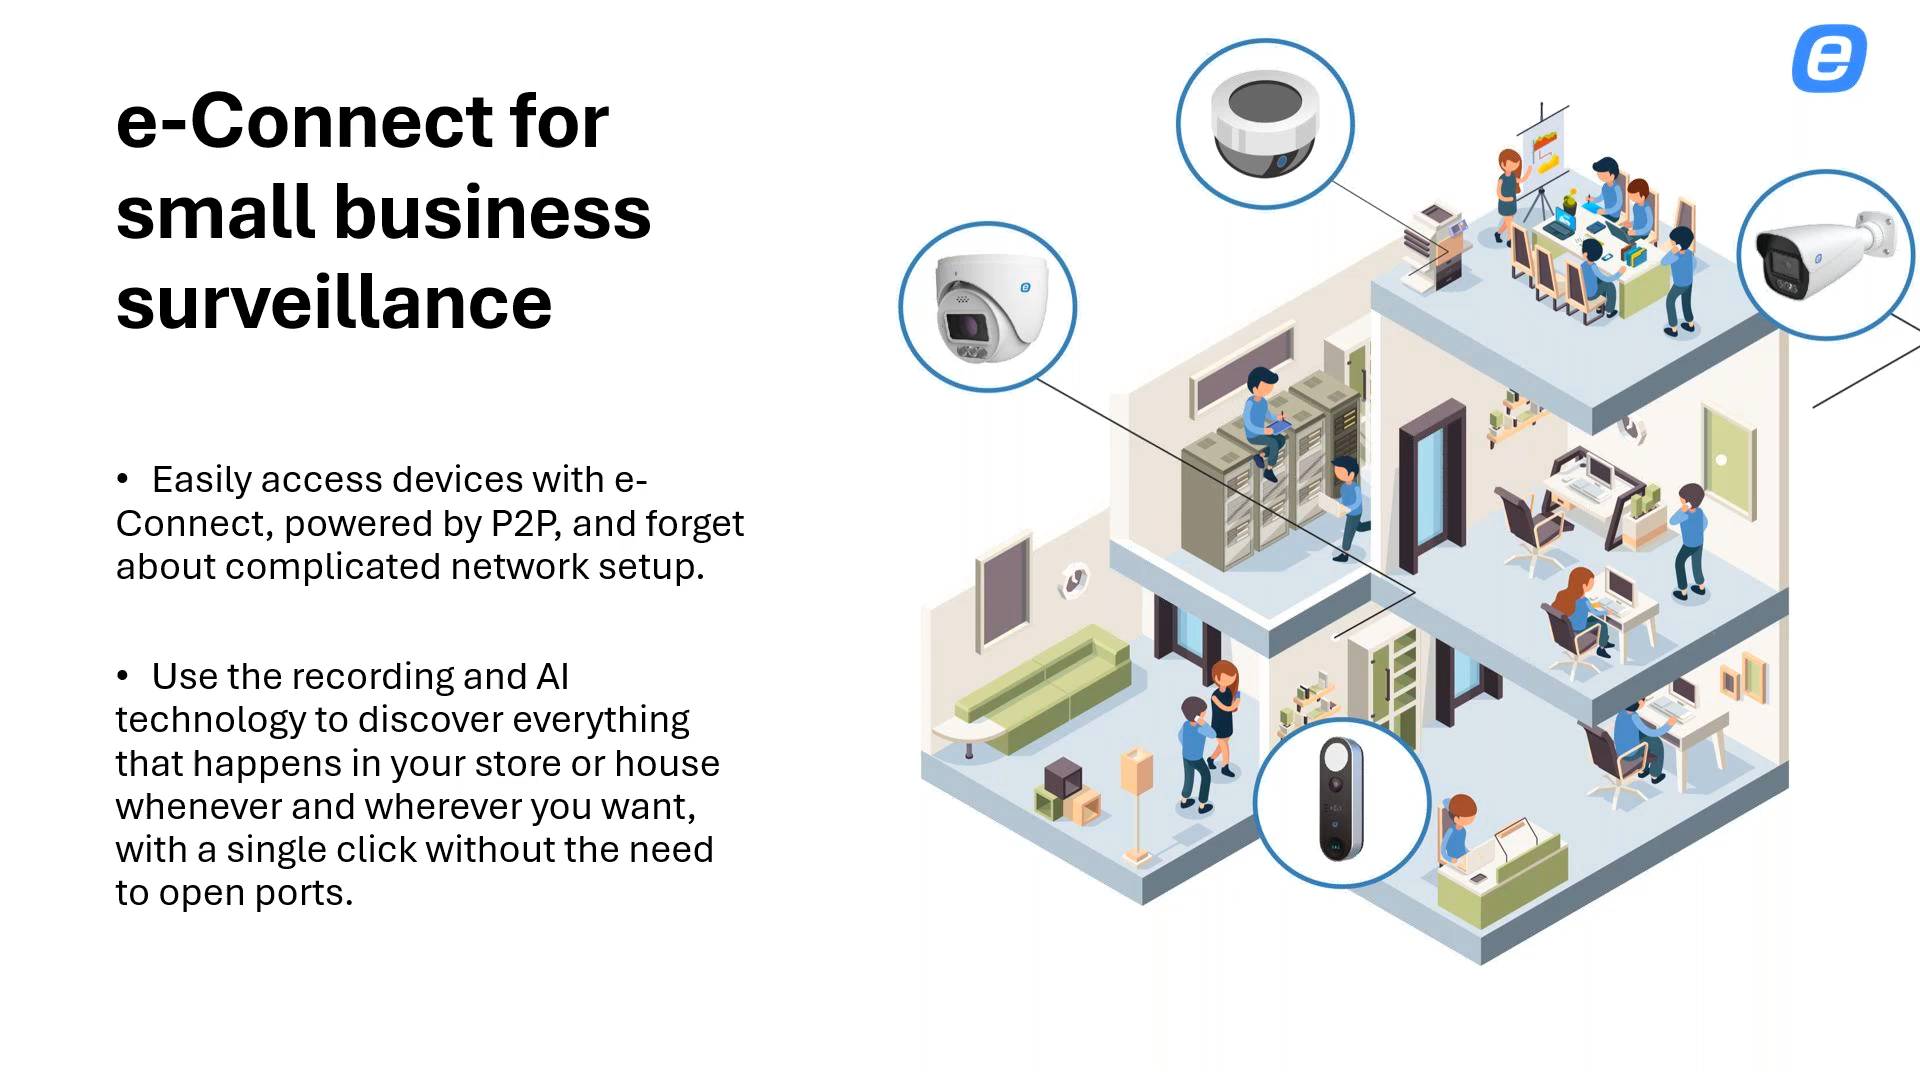 e
e-Connect for
small business
surveillance
• Easily access devices with e-
Connect, powered by P2P, and forget
about complicated network setup.
• Use the recording and AI
technology to discover everything
that happens in your store or house
whenever and wherever you want,
with a single click without the need
to open ports.